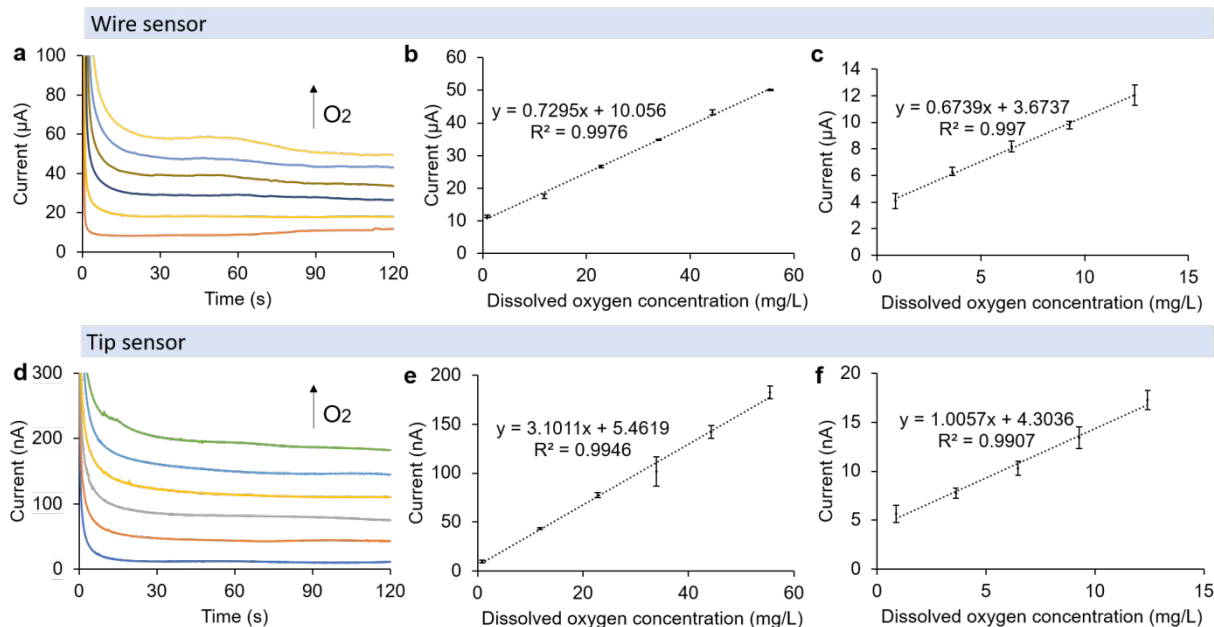 Wire sensor
a
Current (µA)
100
80
60
40
20
0
O2
0 30 60 90 120
Time (s)
b
Current (µA)
60
50
40
30
20
10
0
y = 0.7295x + 10.056
R² = 0.9976
0 20 40 60
Dissolved oxygen concentration (mg/L)
c
Current (µA)
14
12
10
8
6
4
2
0
y = 0.6739x + 3.6737
R² = 0.997
0 5 10 15
Dissolved oxygen concentration (mg/L)
Tip sensor
d
Current (nA)
300
200
100
0
O2
0 30 60 90 120
Time (s)
e
Current (nA)
200
150
100
50
0
y = 3.1011x + 5.4619
R² = 0.9946
0 20 40 60
Dissolved oxygen concentration (mg/L)
f
Current (nA)
20
15
10
5
0
y = 1.0057x + 4.3036
R² = 0.9907
0 5 10 15
Dissolved oxygen concentration (mg/L)